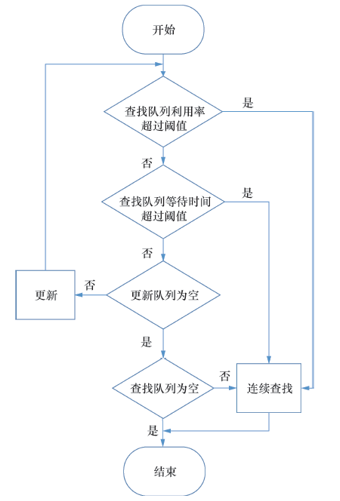 开始
查找队列利用率
超过阈值
是
否
查找队列等待时间
超过阈值
是
否
更新
否
更新队列为空
是
查找队列为空
否
连续查找
是
结束